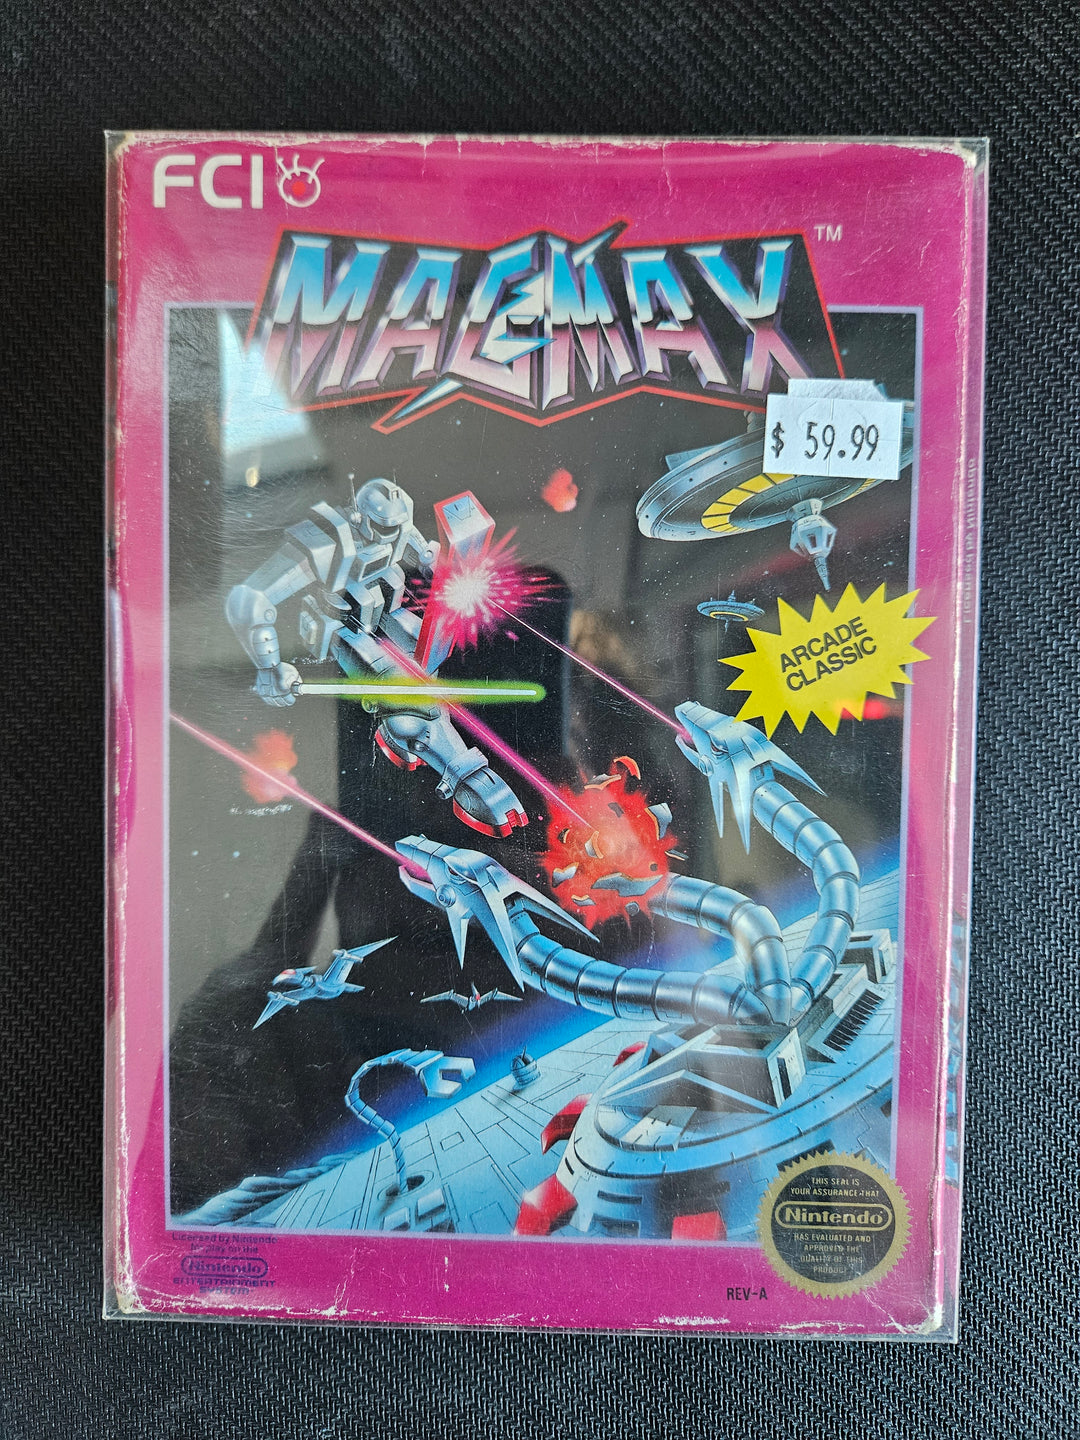 FCI
MAGMAX
TM
$ 59.99
ARCADE
CLASSIC
THIS SEAL IS
YOUR ASSURANCE THAT
Nintendo
HAS EVALUATED AND
APPROVED THE
QUALITY OF THIS
PRODUCT
Licensed by Nintendo
for play on the
Nintendo
ENTERTAINMENT
SYSTEM
REV-A